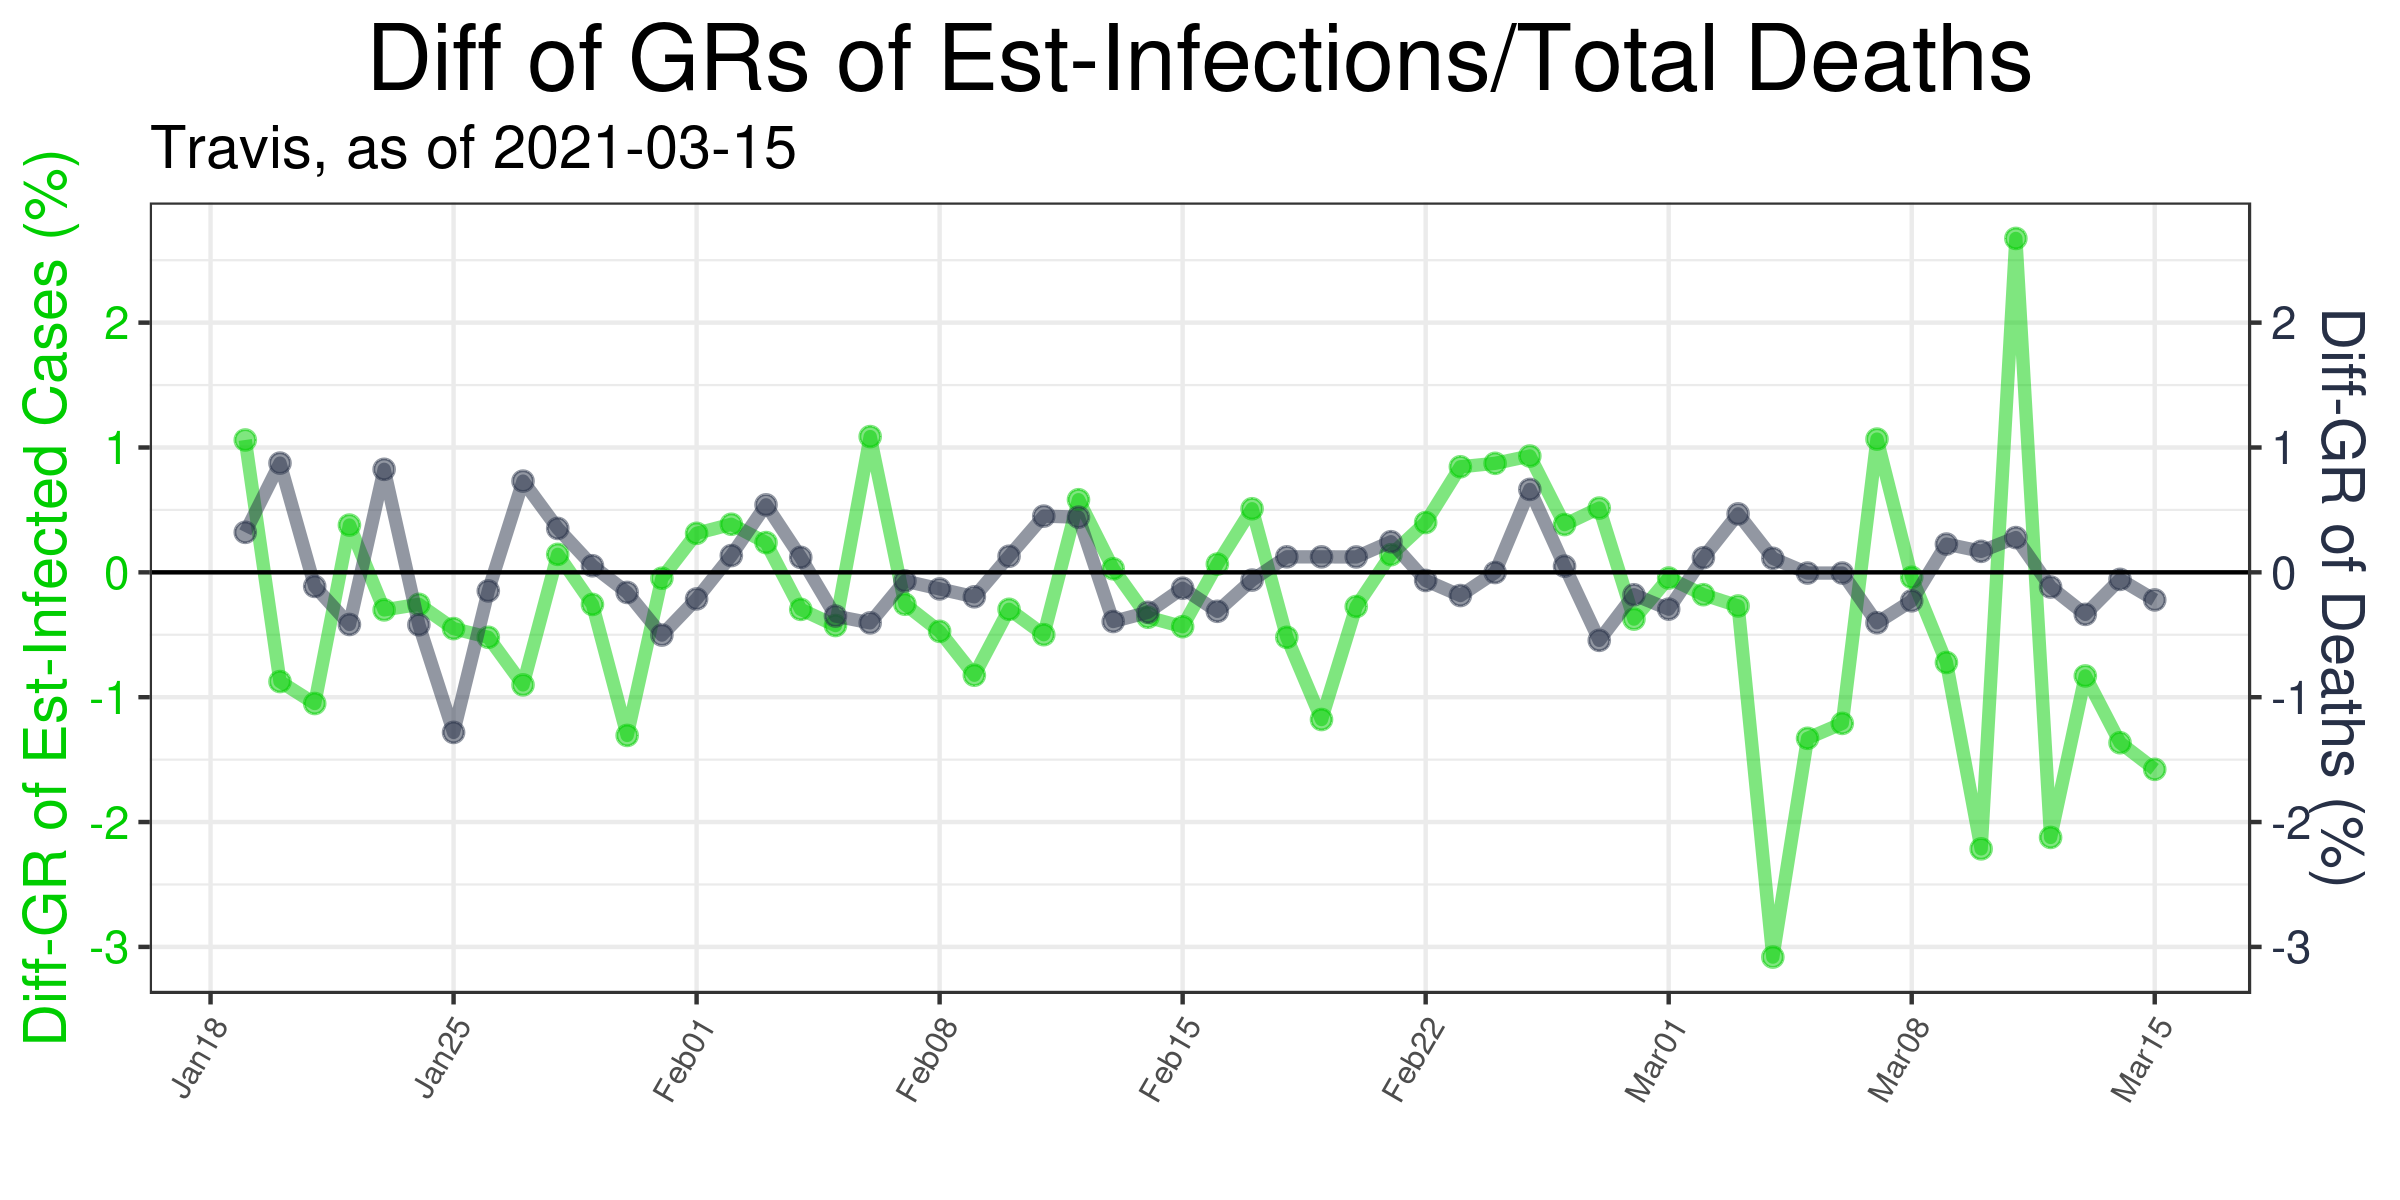 Diff of GRs of Est-Infections/Total Deaths
Travis, as of 2021-03-15
Diff-GR of Est-Infected Cases (%)
2
1
0
-1
-2
-3
2
1
0
-1
-2
-3
Diff-GR of Deaths (%)
Jan18
Jan25
Feb01
Feb08
Feb15
Feb22
Mar01
Mar08
Mar15